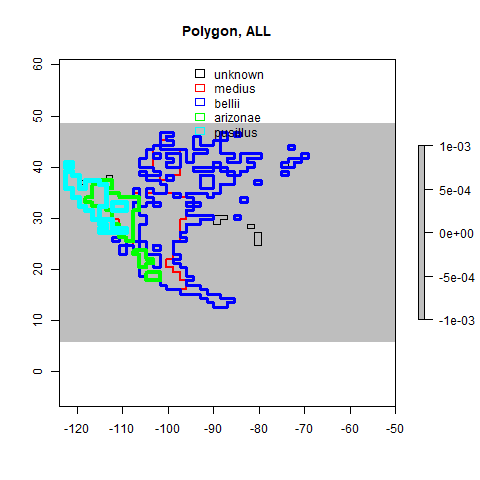 Polygon, ALL
unknown
medius
bellii
arizonae
pusillus
60
50
40
30
20
10
0
-120
-110
-100
-90
-80
-70
-60
-50
1e-03
5e-04
0e+00
-5e-04
-1e-03